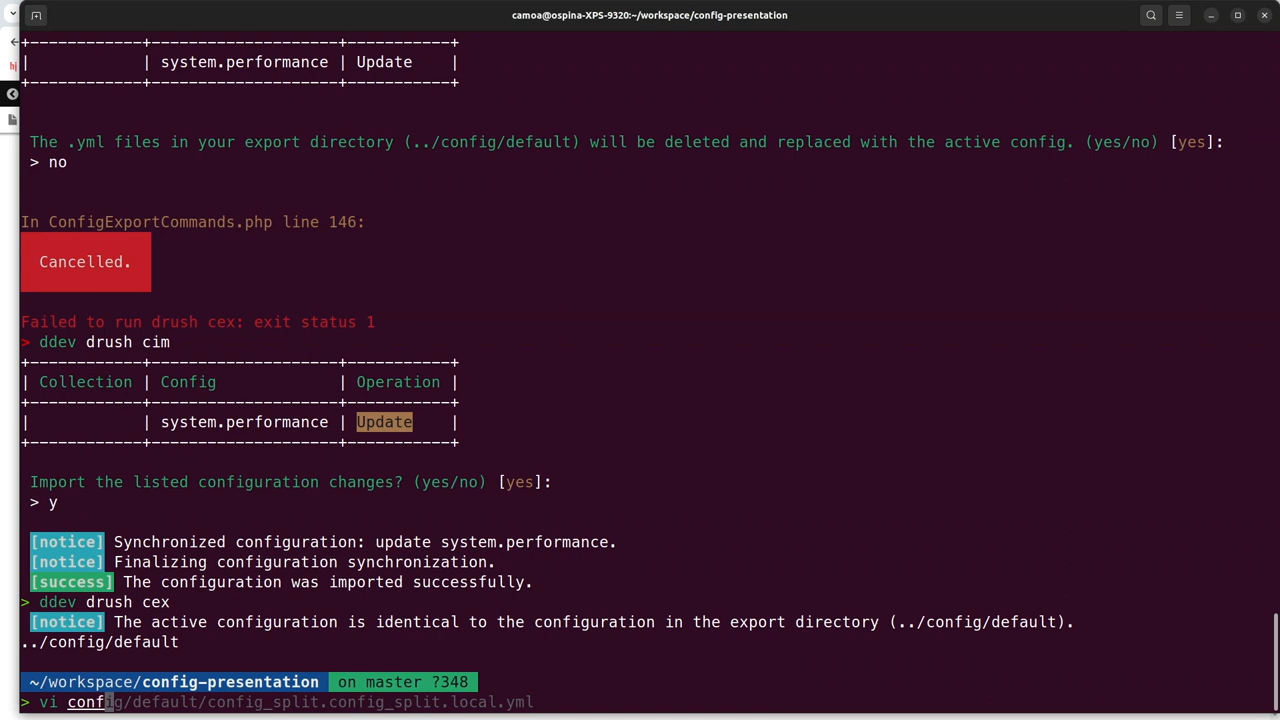 camoa@ospina-XPS-9320:~/workspace/config-presentation
+------------+---------------------+-----------+
|            | system.performance | Update    |
+------------+---------------------+-----------+
The .yml files in your export directory (../config/default) will be deleted and replaced with the active config. (yes/no) [yes]:
> no
In ConfigExportCommands.php line 146:
Cancelled.
Failed to run drush cex: exit status 1
> ddev drush cim
+------------+--------------------+-----------+
| Collection | Config             | Operation |
+------------+--------------------+-----------+
|            | system.performance | Update    |
+------------+--------------------+-----------+
Import the listed configuration changes? (yes/no) [yes]:
> y
[notice] Synchronized configuration: update system.performance.
[notice] Finalizing configuration synchronization.
[success] The configuration was imported successfully.
> ddev drush cex
[notice] The active configuration is identical to the configuration in the export directory (../config/default).
../config/default
~/workspace/config-presentation on master ?348
> vi config/default/config_split.config_split.local.yml